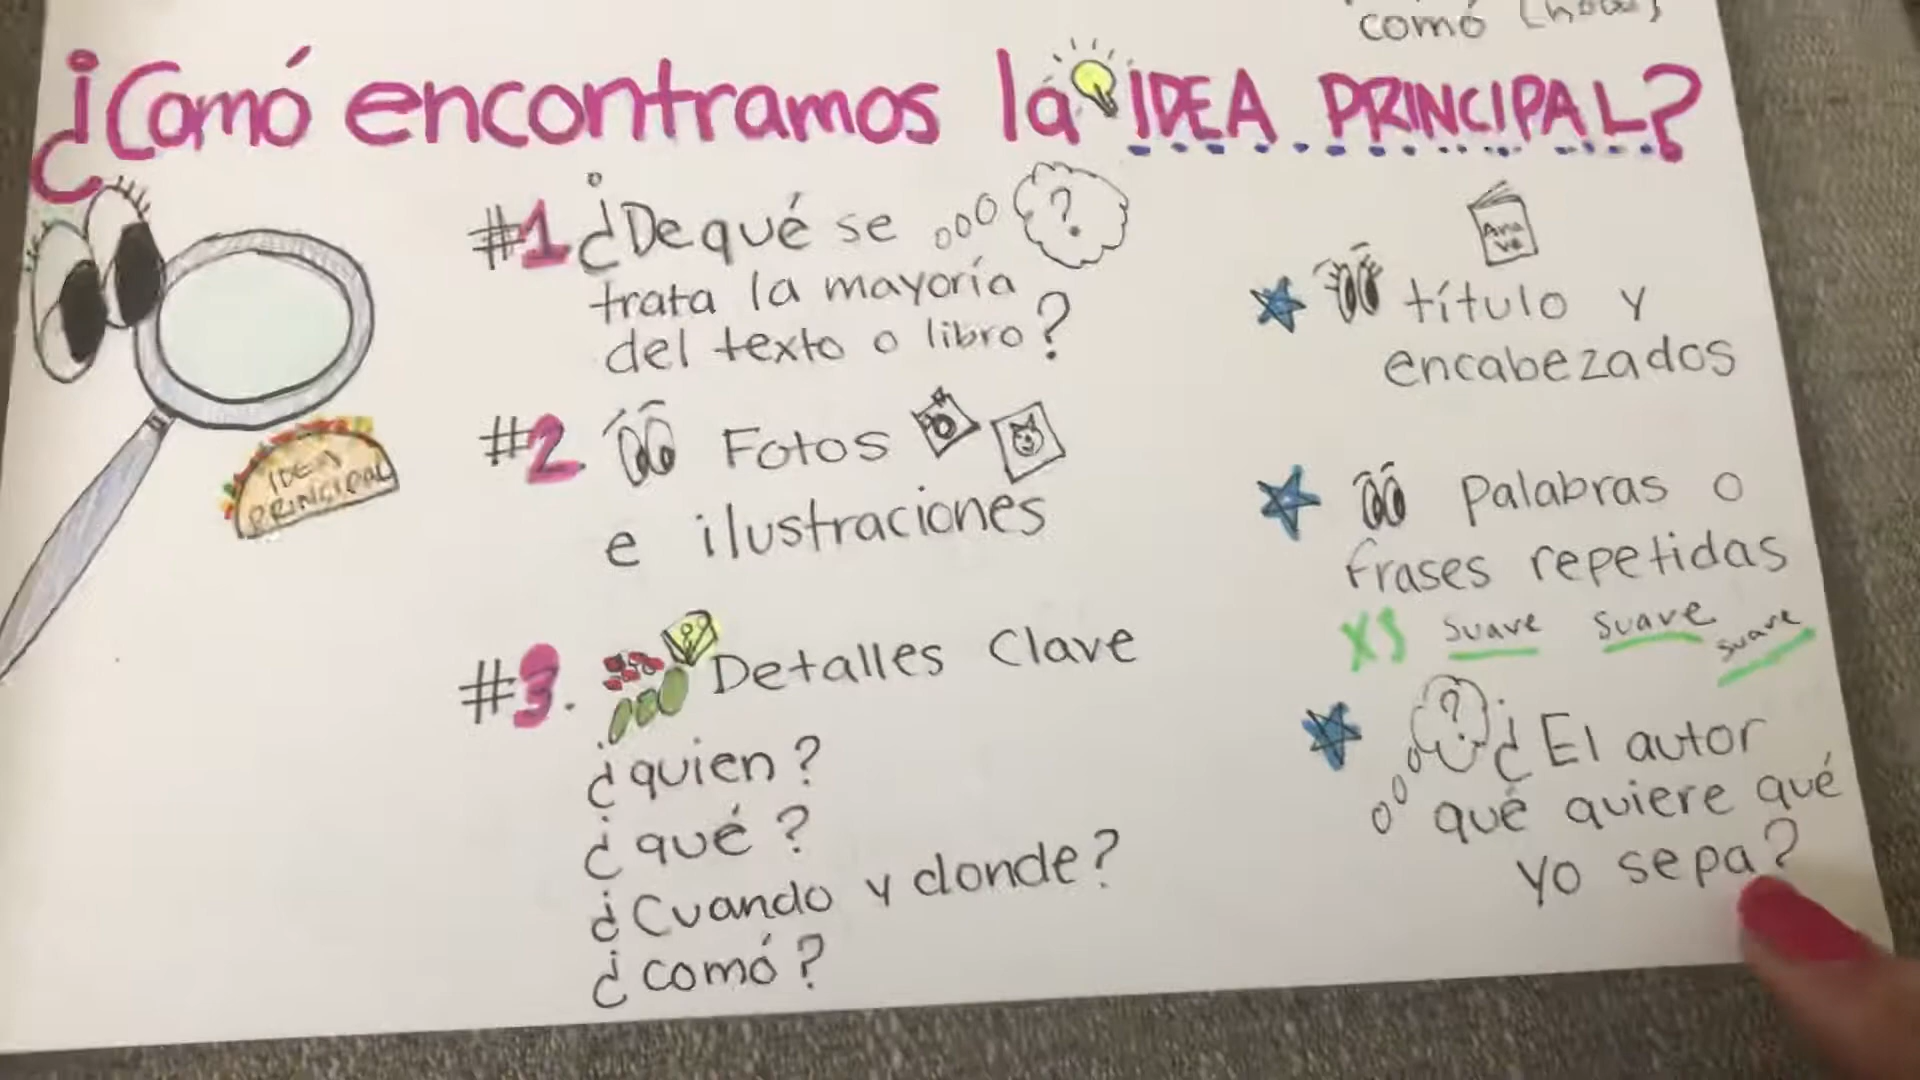 como
¿Comó encontramos la IDEA PRINCIPAL?
IDEA
PRINCIPAL
#1 ¿De qué se
trata la mayoría
del texto o libro?
#2. Fotos
e ilustraciones
#3. Detalles Clave
¿quien?
¿qué?
¿Cuando y donde?
¿comó?
título y
encabezados
Palabras o
frases repetidas
suave suave suave
¿El autor
qué quiere qué
yo sepa?